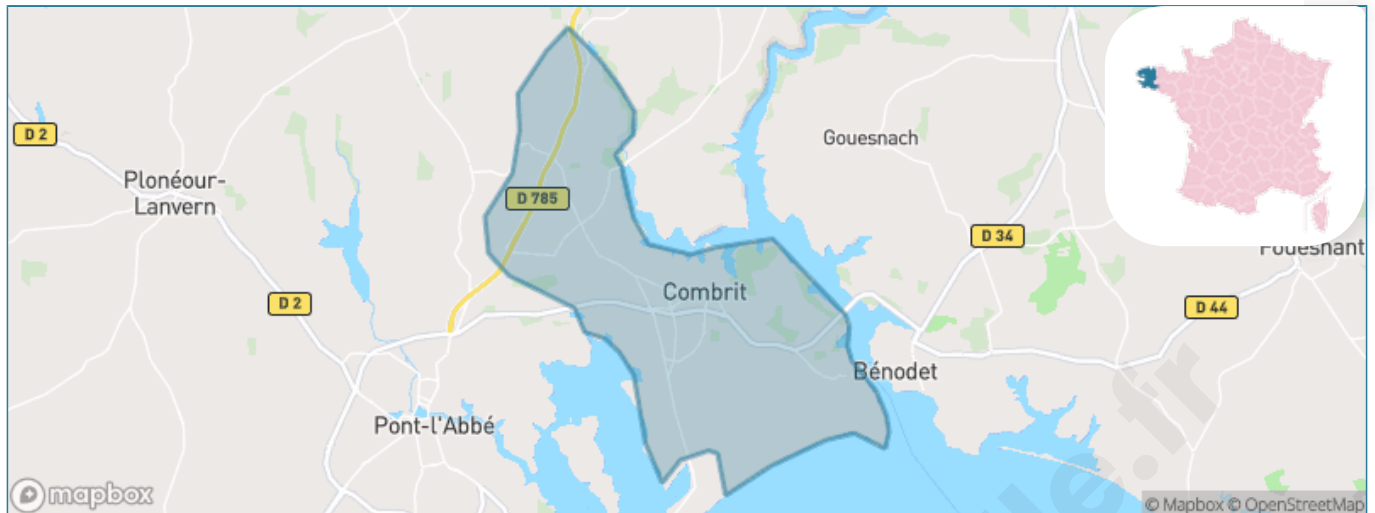 D 2
Gouesnach
Plonéour-
Lanvern
D 785
D 34
Fouesnant
Combrit
D 2
D 44
Bénodet
Pont-l'Abbé
mapbox
© Mapbox © OpenStreetMap